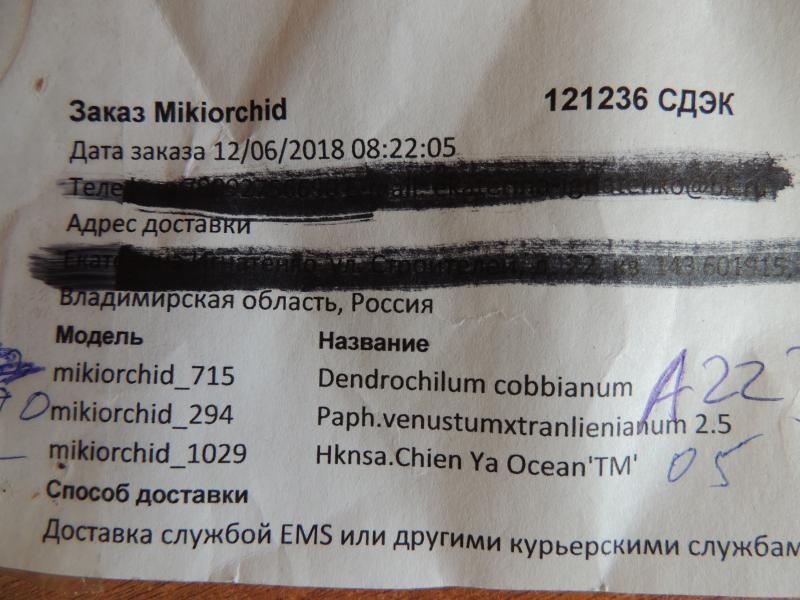 Заказ Mikiorchid 121236 СДЭК
Дата заказа 12/06/2018 08:22:05
Адрес доставки
Владимирская область, Россия
Модель Название
mikiorchid_715 Dendrochilum cobbianum A22
mikiorchid_294 Paph.venustumxtranlienianum 2.5
mikiorchid_1029 Hknsa.Chien Ya Ocean'TM' 05
Способ доставки
Доставка службой EMS или другими курьерскими службам